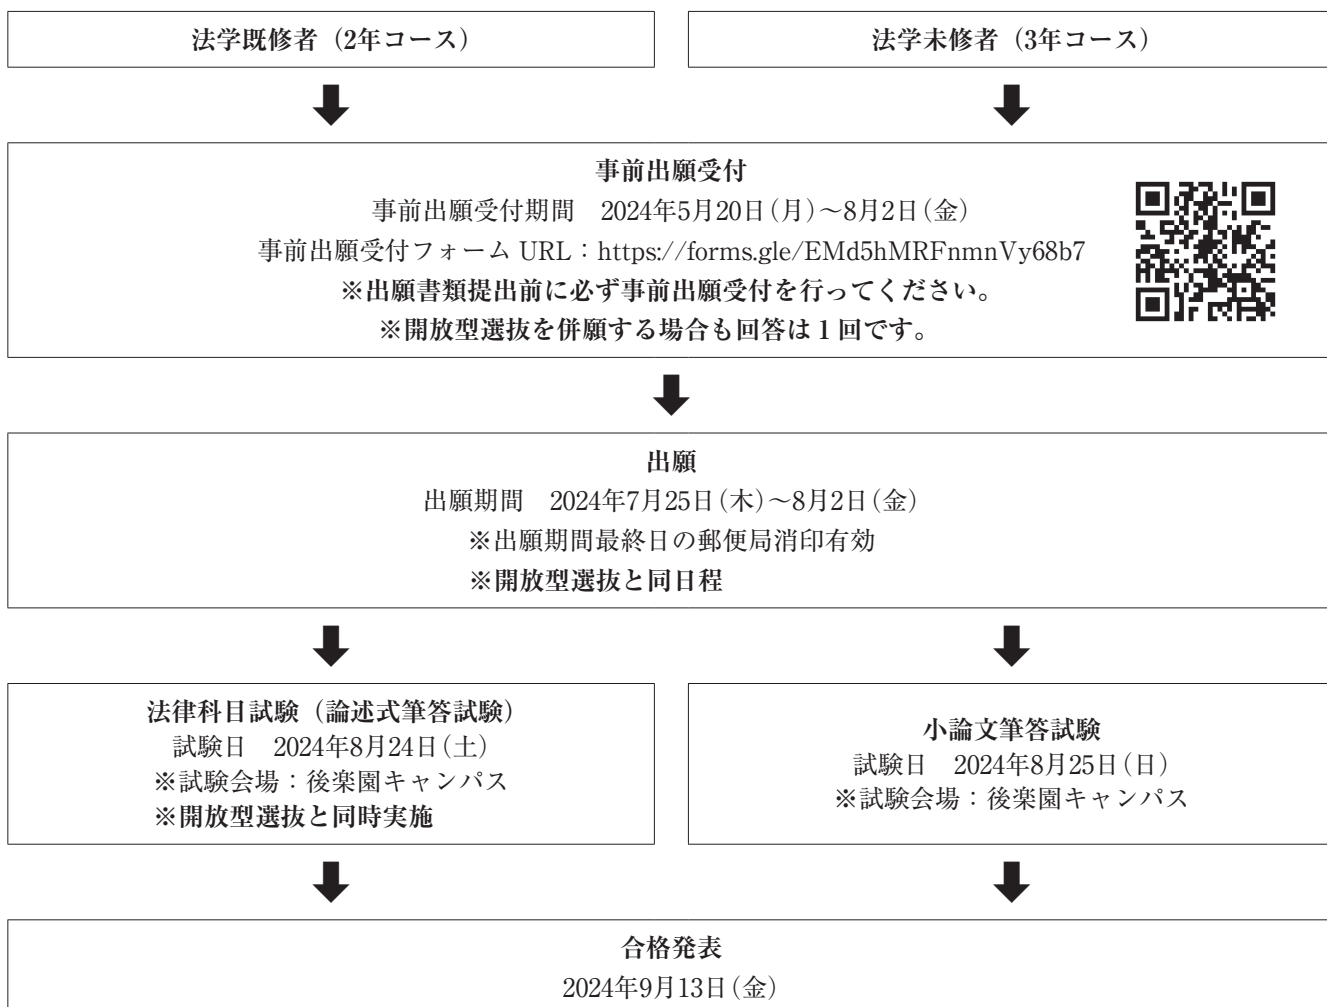 法学既修者（2年コース）
法学未修者（3年コース）
事前出願受付
事前出願受付期間　2024年5月20日（月）～8月2日（金）
事前出願受付フォーム URL：https://forms.gle/EMd5hMRFnmnVy68b7
※出願書類提出前に必ず事前出願受付を行ってください。
※開放型選抜を併願する場合も回答は1回です。
出願
出願期間　2024年7月25日（木）～8月2日（金）
※出願期間最終日の郵便局消印有効
※開放型選抜と同日程
法律科目試験（論述式筆答試験）
試験日　2024年8月24日（土）
※試験会場：後楽園キャンパス
※開放型選抜と同時実施
小論文筆答試験
試験日　2024年8月25日（日）
※試験会場：後楽園キャンパス
合格発表
2024年9月13日（金）